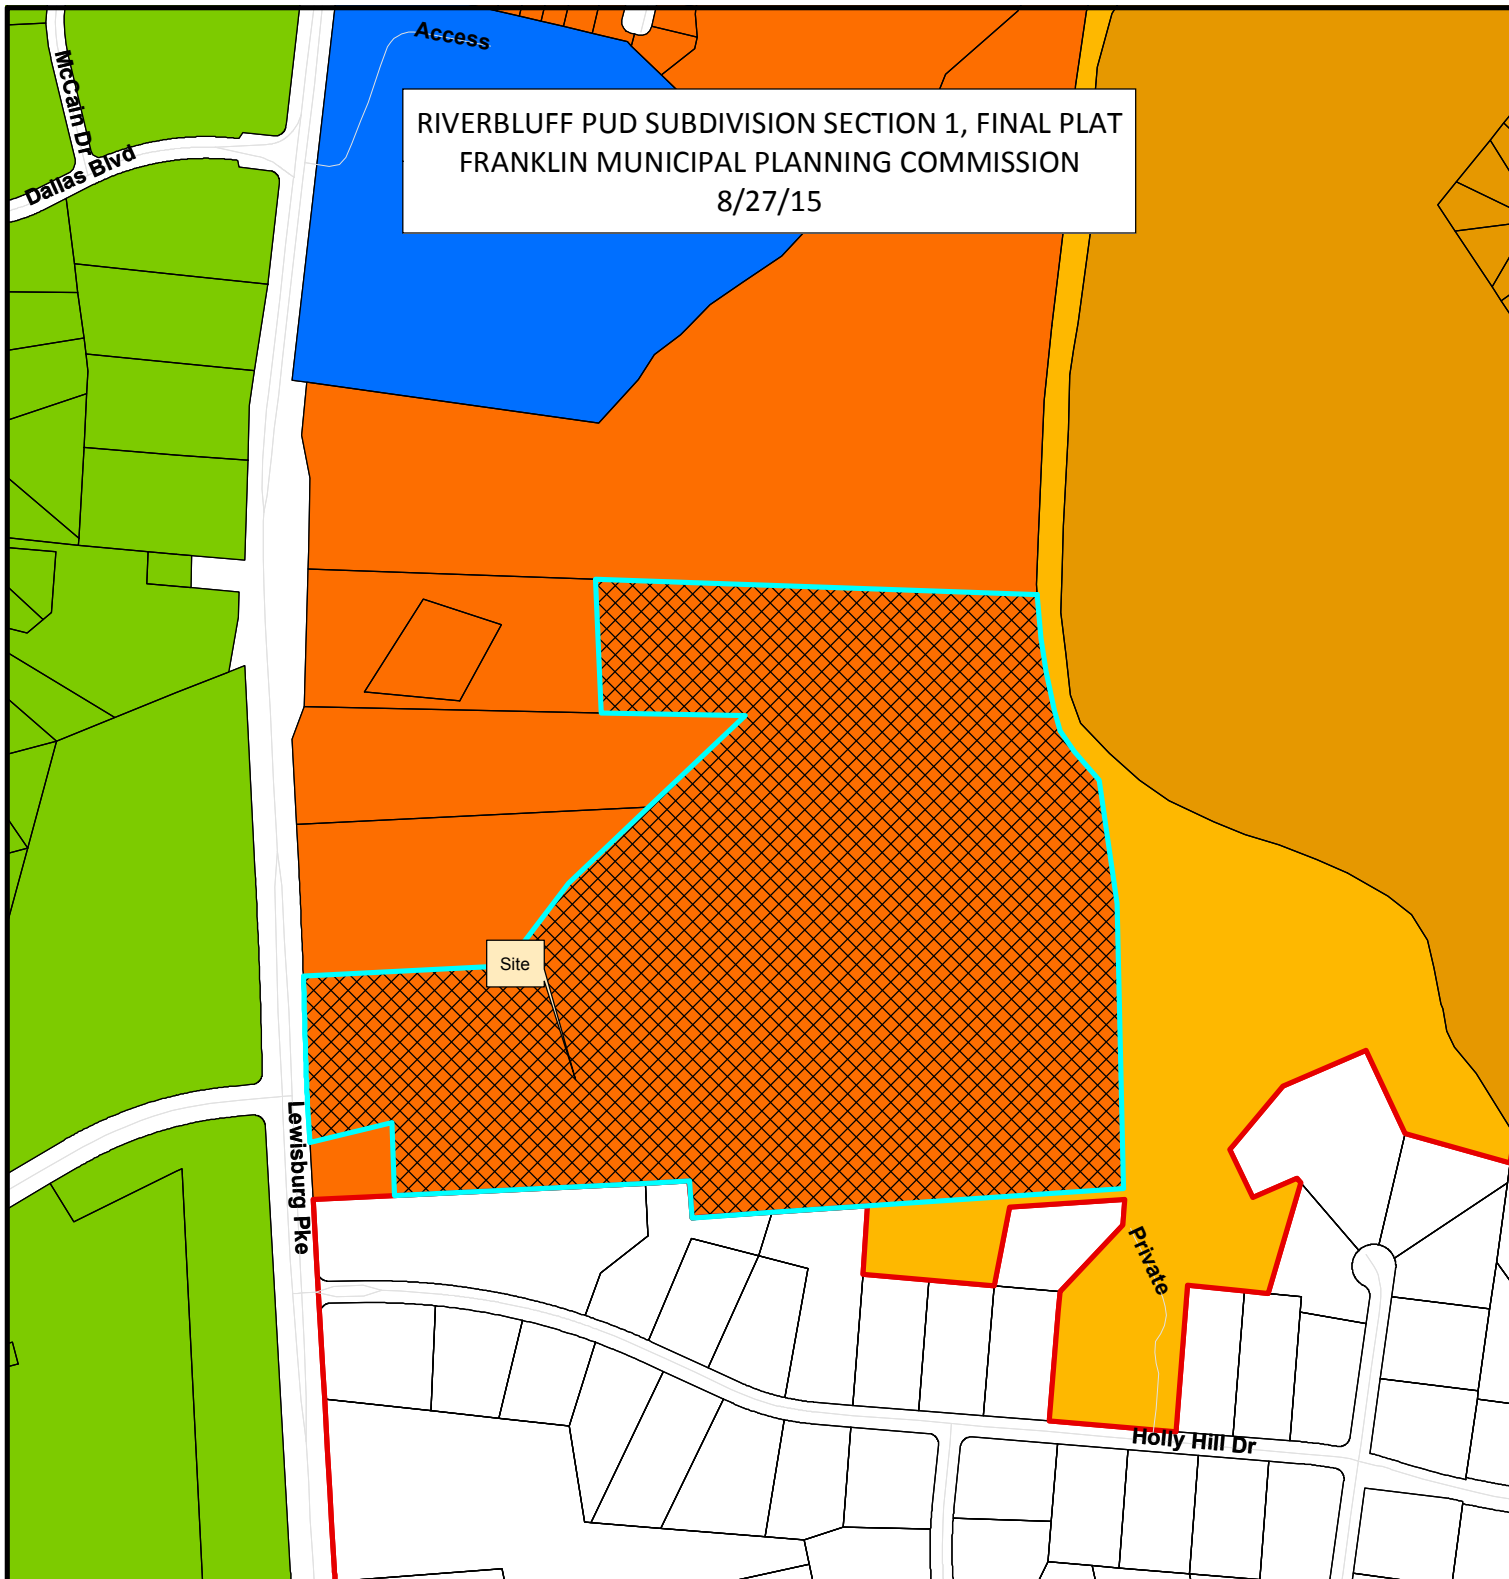 Access
McCain Dr
Dallas Blvd
RIVERBLUFF PUD SUBDIVISION SECTION 1, FINAL PLAT
FRANKLIN MUNICIPAL PLANNING COMMISSION
8/27/15
Site
Lewisburg Pke
Private
Holly Hill Dr